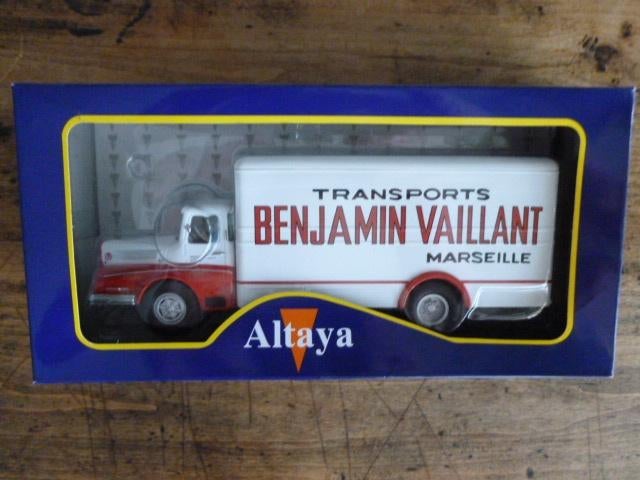 TRANSPORTS
BENJAMIN VAILLANT
MARSEILLE
Altaya